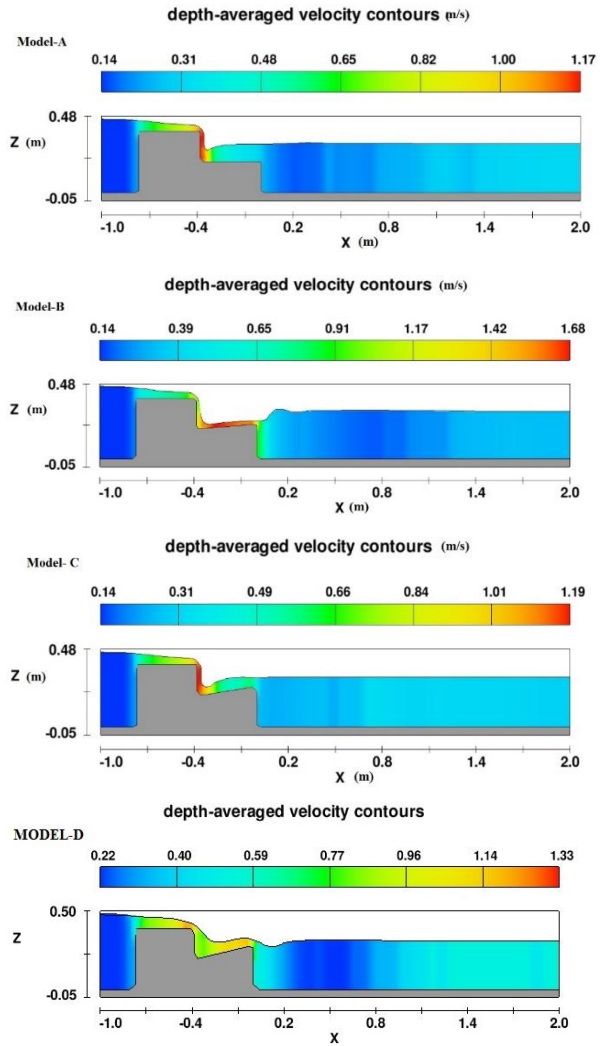 depth-averaged velocity contours (m/s)
Model-A
0.14 0.31 0.48 0.65 0.82 1.00 1.17
0.48
Z (m)
-0.05
-1.0 -0.4 0.2 0.8 1.4 2.0
X (m)
depth-averaged velocity contours (m/s)
Model-B
0.14 0.39 0.65 0.91 1.17 1.42 1.68
0.48
Z (m)
-0.05
-1.0 -0.4 0.2 0.8 1.4 2.0
X (m)
depth-averaged velocity contours (m/s)
Model- C
0.14 0.31 0.49 0.66 0.84 1.01 1.19
0.48
Z (m)
-0.05
-1.0 -0.4 0.2 0.8 1.4 2.0
X (m)
depth-averaged velocity contours
MODEL-D
0.22 0.40 0.59 0.77 0.96 1.14 1.33
0.50
Z
-0.05
-1.0 -0.4 0.2 0.8 1.4 2.0
X